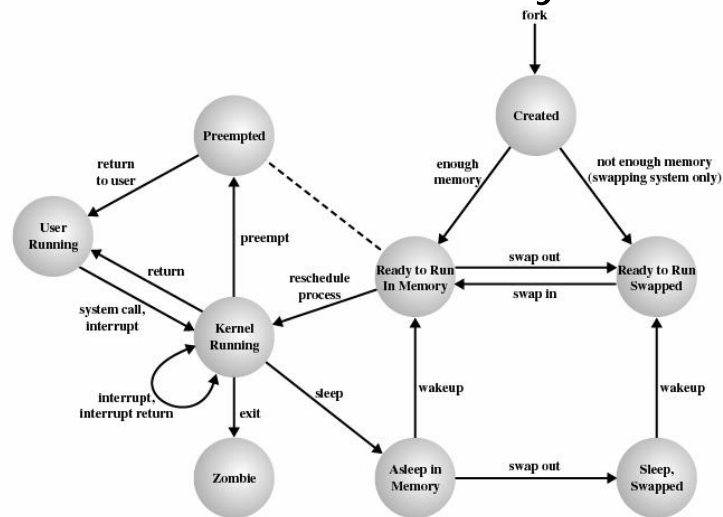 fork
Created
Preempted
return
to user
enough
memory
not enough memory
(swapping system only)
User
Running
preempt
return
Ready to Run
In Memory
swap out
swap in
Ready to Run
Swapped
reschedule
process
system call,
interrupt
Kernel
Running
interrupt,
interrupt return
sleep
wakeup
wakeup
exit
Zombie
Asleep in
Memory
swap out
Sleep,
Swapped